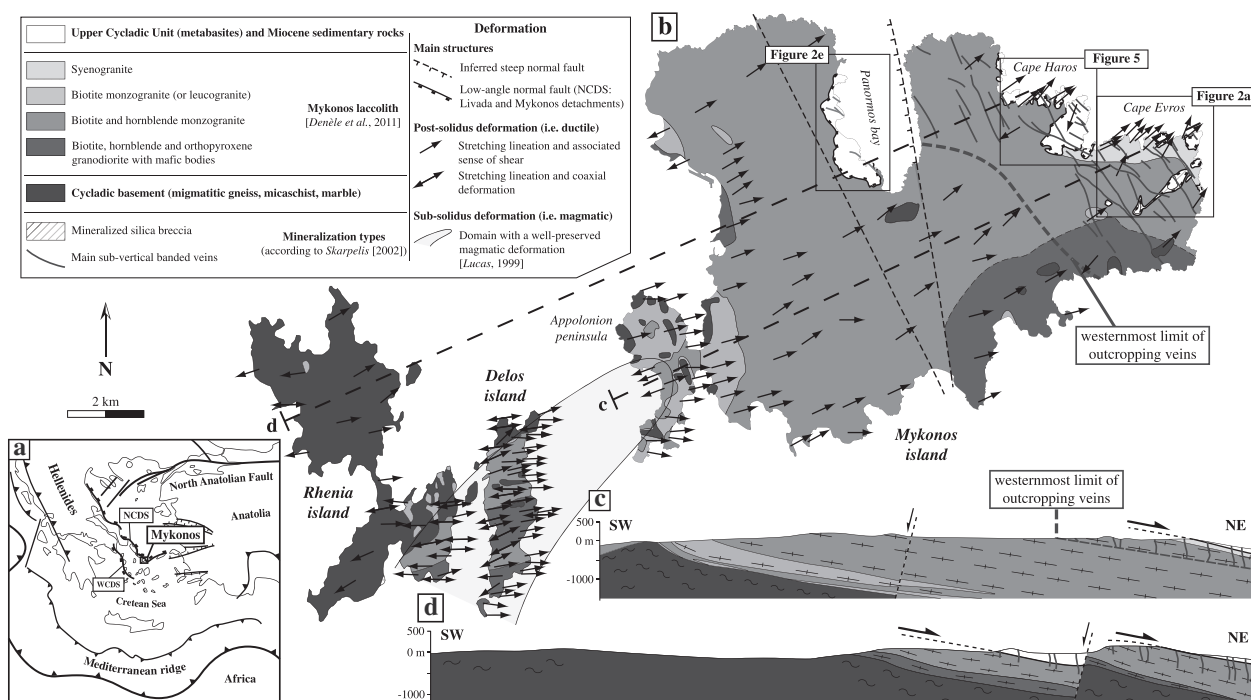 Upper Cycladic Unit (metabasites) and Miocene sedimentary rocks
Syenogranite
Biotite monzogranite (or leucogranite)
Biotite and hornblende monzogranite
Biotite, hornblende and orthopyroxene
granodiorite with mafic bodies
Mykonos laccolith
[Denèle et al., 2011]
Cycladic basement (migmatitic gneiss, micaschist, marble)
Mineralized silica breccia
Main sub-vertical banded veins
Mineralization types
(according to Skarpelis [2002])
Deformation
Main structures
Inferred steep normal fault
Low-angle normal fault (NCDS:
Livada and Mykonos detachments)
Post-solidus deformation (i.e. ductile)
Stretching lineation and associated
sense of shear
Stretching lineation and coaxial
deformation
Sub-solidus deformation (i.e. magmatic)
Domain with a well-preserved
magmatic deformation
[Lucas, 1999]
b
Figure 2e
Panormos bay
Cape Haros
Figure 5
Cape Evros
Figure 2a
westernmost limit of
outcropping veins
Appolonion
peninsula
N
2 km
Delos
island
c
d
Mykonos
island
Rhenia
island
a
Hellenides
North Anatolian Fault
NCDS
Anatolia
Mykonos
WCDS
Cretean Sea
Mediterranean ridge
Africa
c
westernmost limit of
outcropping veins
SW
NE
500
0 m
-1000
d
SW
NE
500
0 m
-1000